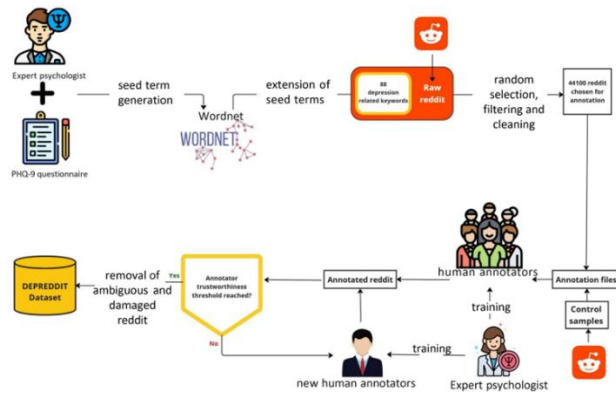 Expert psychologist
PHQ-9 questionnaire
seed term
generation
Wordnet
WORDNET
extension of
seed terms
88
depression
related keywords
Raw
reddit
random
selection,
filtering and
cleaning
44100 reddit
chosen for
annotation
DEPREDDIT
Dataset
removal of
ambiguous and
damaged
reddit
Yes
Annotator
trustworthiness
threshold reached?
No
Annotated reddit
human annotators
Annotation files
training
Control
samples
training
new human annotators
Expert psychologist